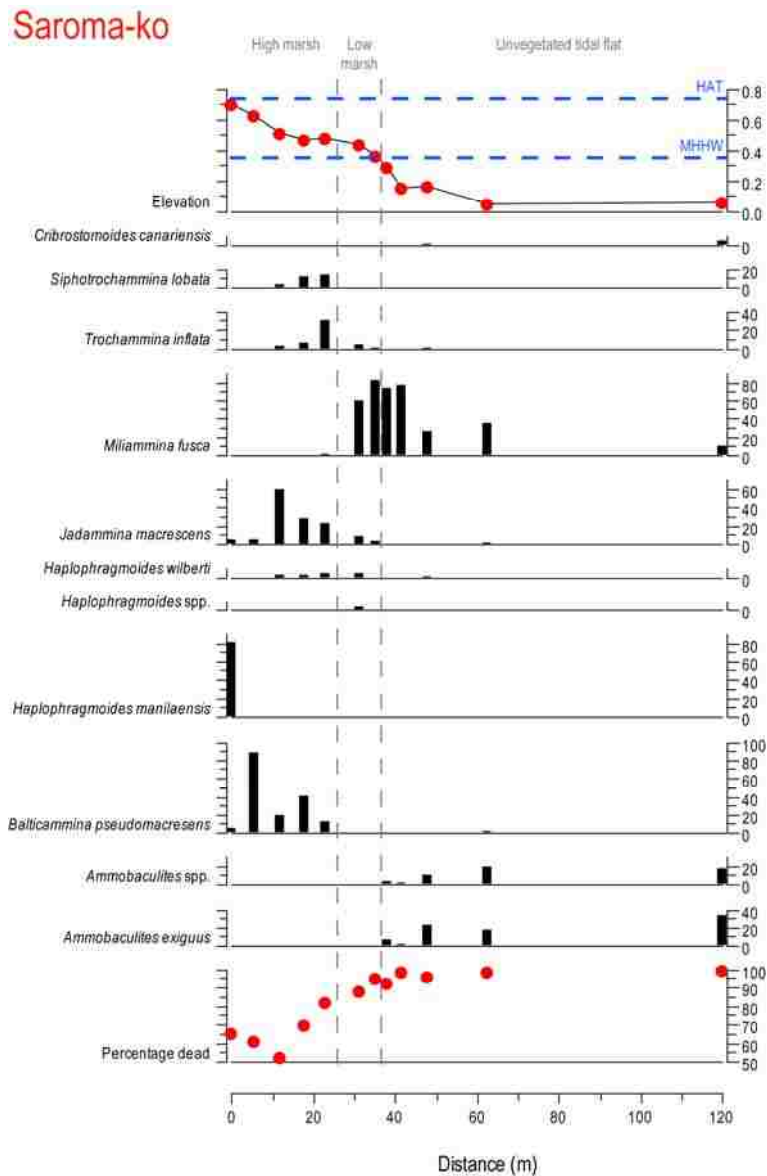 Saroma-ko
High marsh
Low
marsh
Unvegetated tidal flat
HAT
MHHW
0.8
0.6
0.4
0.2
0.0
Elevation
Cribrostomoides canariensis
0
Siphotrochammina lobata
20
0
Trochammina inflata
40
20
0
Miliammina fusca
80
60
40
20
0
Jadammina macrescens
60
40
20
0
Haplophragmoides wilberti
0
Haplophragmoides spp.
0
Haplophragmoides manilaensis
80
60
40
20
0
Balticammina pseudomacresens
100
80
60
40
20
0
Ammobaculites spp.
20
0
Ammobaculites exiguus
40
20
0
Percentage dead
100
90
80
70
60
50
0 20 40 60 80 100 120
Distance (m)